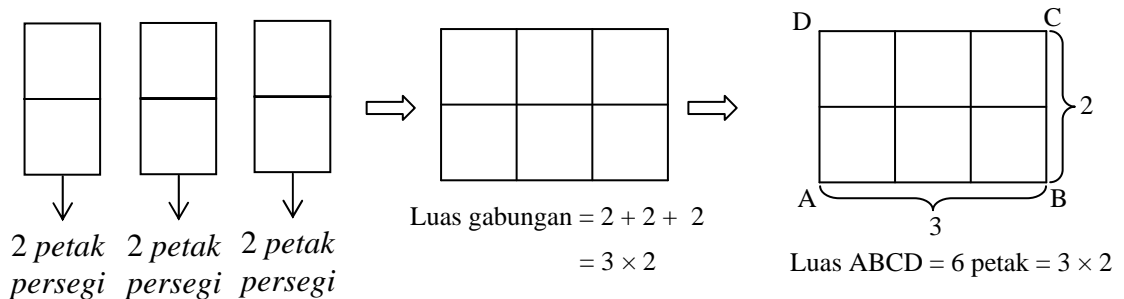 2 petak
persegi
2 petak
persegi
2 petak
persegi
Luas gabungan = 2 + 2 + 2
= 3 × 2
D
C
2
A
B
3
Luas ABCD = 6 petak = 3 × 2